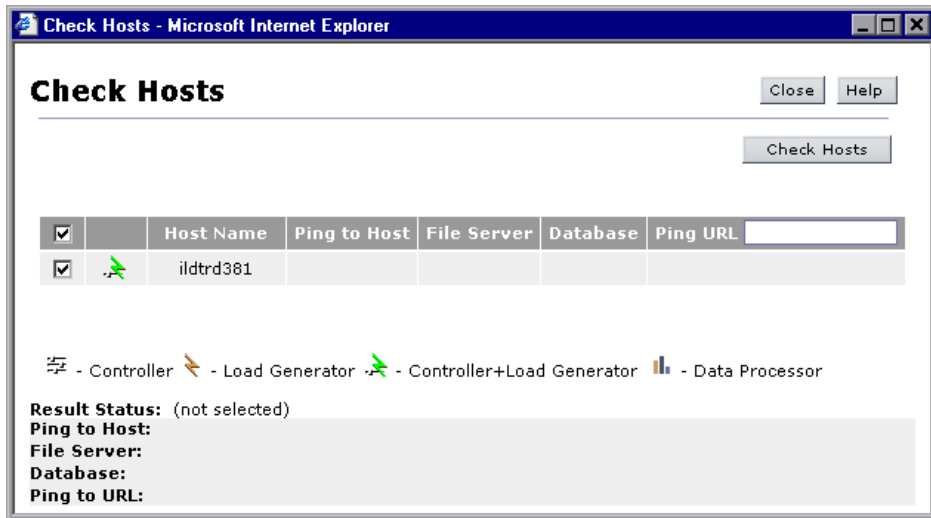 Check Hosts - Microsoft Internet Explorer
Check Hosts
Close Help
Check Hosts
Host Name Ping to Host File Server Database Ping URL
ildtrd381
- Controller - Load Generator - Controller+Load Generator - Data Processor
Result Status: (not selected)
Ping to Host:
File Server:
Database:
Ping to URL: